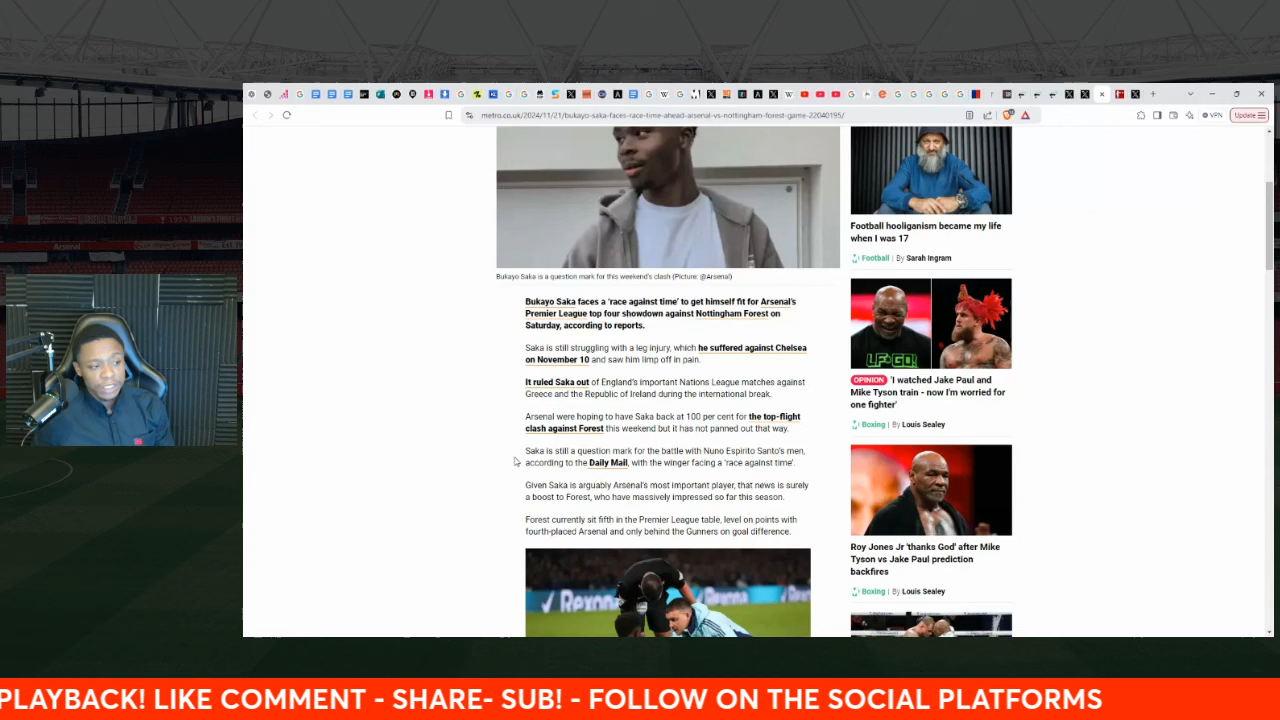 Update
VPN
metro.co.uk/2024/11/21/bukayo-saka-faces-race-time-ahead-arsenal-vs-nottingham-forest-game-22040195/
Bukayo Saka is a question mark for this weekend's clash (Picture: @Arsenal)
Bukayo Saka faces a 'race against time' to get himself fit for Arsenal's
Premier League top four showdown against Nottingham Forest on
Saturday, according to reports.
Saka is still struggling with a leg injury, which he suffered against Chelsea
on November 10 and saw him limp off in pain.
It ruled Saka out of England's important Nations League matches against
Greece and the Republic of Ireland during the international break.
Arsenal were hoping to have Saka back at 100 per cent for the top-flight
clash against Forest this weekend but it has not panned out that way.
Saka is still a question mark for the battle with Nuno Espirito Santo's men,
according to the Daily Mail, with the winger facing a 'race against time'.
Given Saka is arguably Arsenal's most important player, that news is surely
a boost to Forest, who have massively impressed so far this season.
Forest currently sit fifth in the Premier League table, level on points with
fourth-placed Arsenal and only behind the Gunners on goal difference.
Rexona
Football hooliganism became my life
when I was 17
Football | By Sarah Ingram
LF*GO!
OPINION 'I watched Jake Paul and
Mike Tyson train - now I'm worried for
one fighter'
Boxing | By Louis Sealey
Roy Jones Jr 'thanks God' after Mike
Tyson vs Jake Paul prediction
backfires
Boxing | By Louis Sealey
Arsenal
PLAYBACK! LIKE COMMENT - SHARE- SUB! - FOLLOW ON THE SOCIAL PLATFORMS